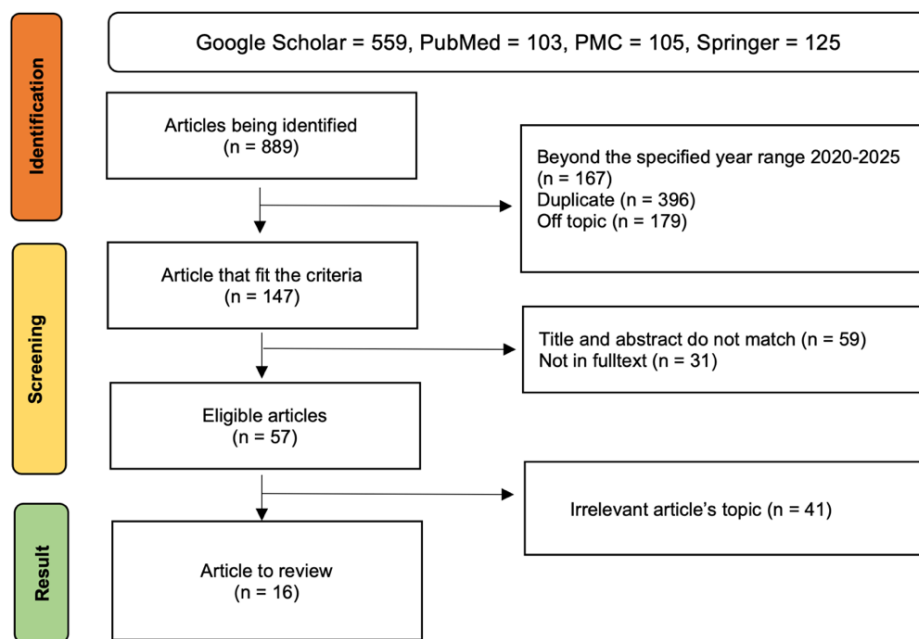 Google Scholar = 559, PubMed = 103, PMC = 105, Springer = 125
Identification
Articles being identified
(n = 889)
Beyond the specified year range 2020-2025
(n = 167)
Duplicate (n = 396)
Off topic (n = 179)
Screening
Article that fit the criteria
(n = 147)
Title and abstract do not match (n = 59)
Not in fulltext (n = 31)
Eligible articles
(n = 57)
Irrelevant article's topic (n = 41)
Result
Article to review
(n = 16)